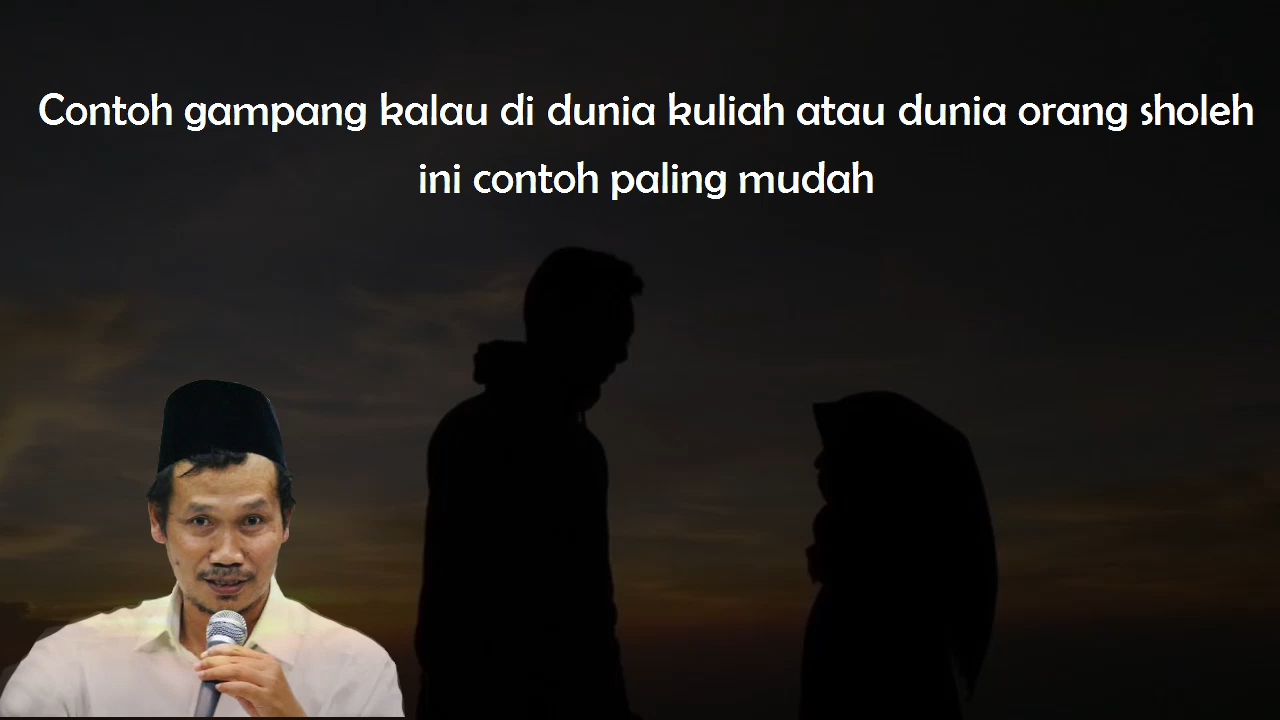 Contoh gampang kalau di dunia kuliah atau dunia orang sholeh
ini contoh paling mudah